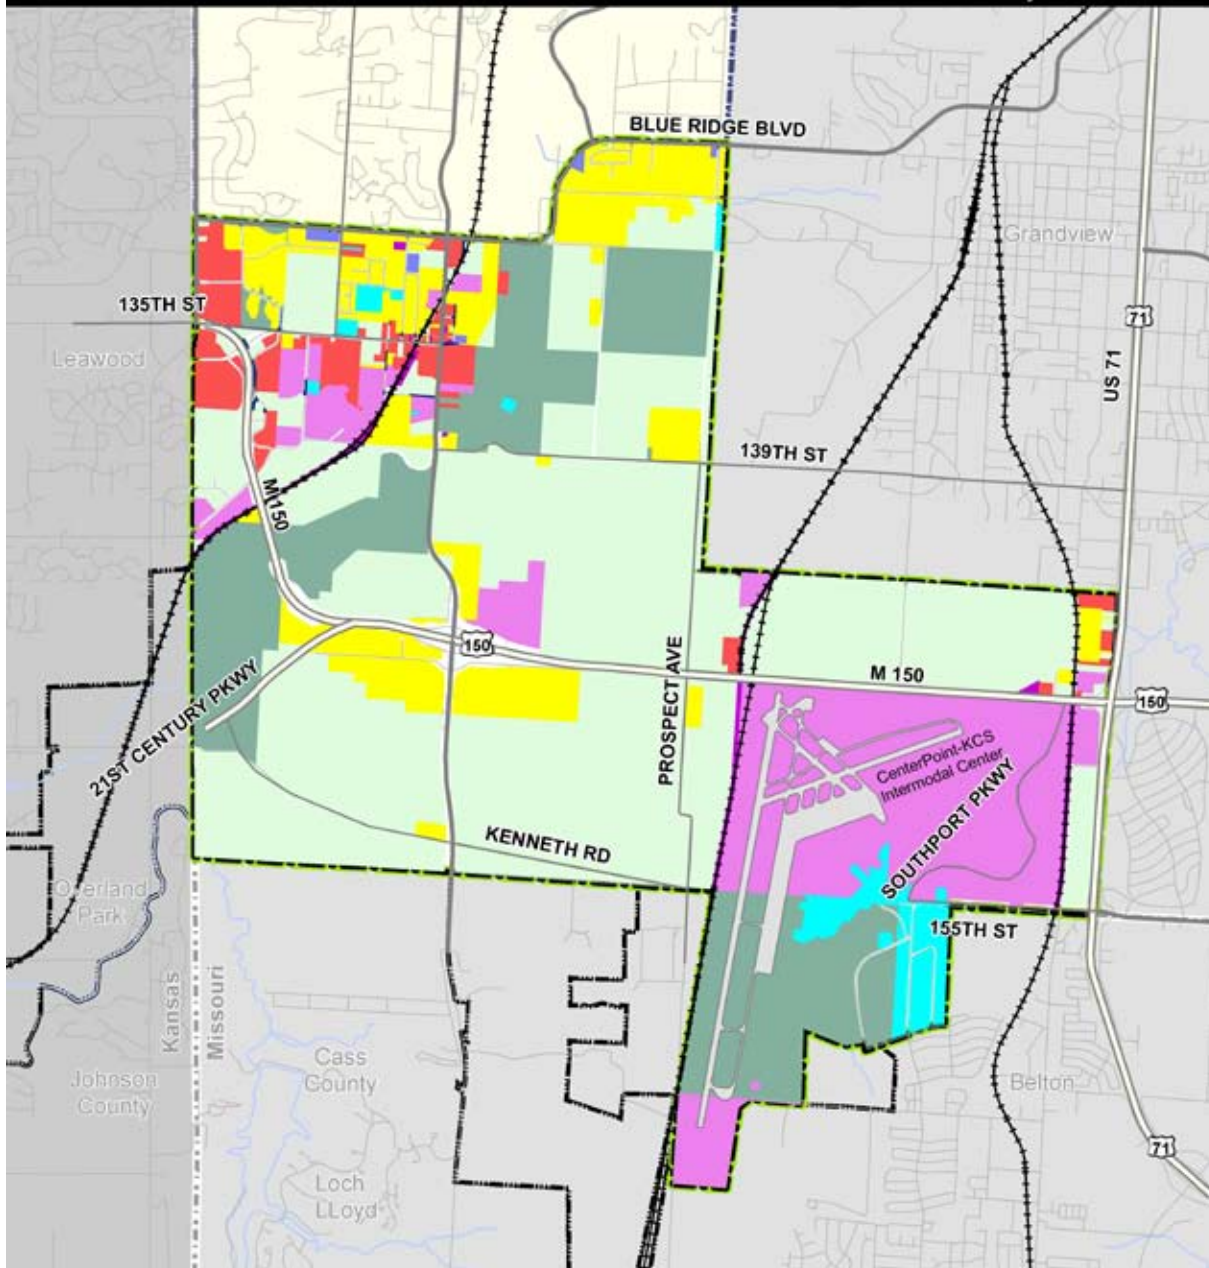 BLUE RIDGE BLVD
Grandview
135TH ST
71
Leawood
US 71
139TH ST
M 150
150
M 150
150
PROSPECT AVE
21ST CENTURY PKWY
CenterPoint-KCS
Intermodal Center
SOUTHPORT PKWY
KENNETH RD
Overland
Park
155TH ST
Kansas
Missouri
Cass
County
Johnson
County
Belton
71
Loch
LLoyd